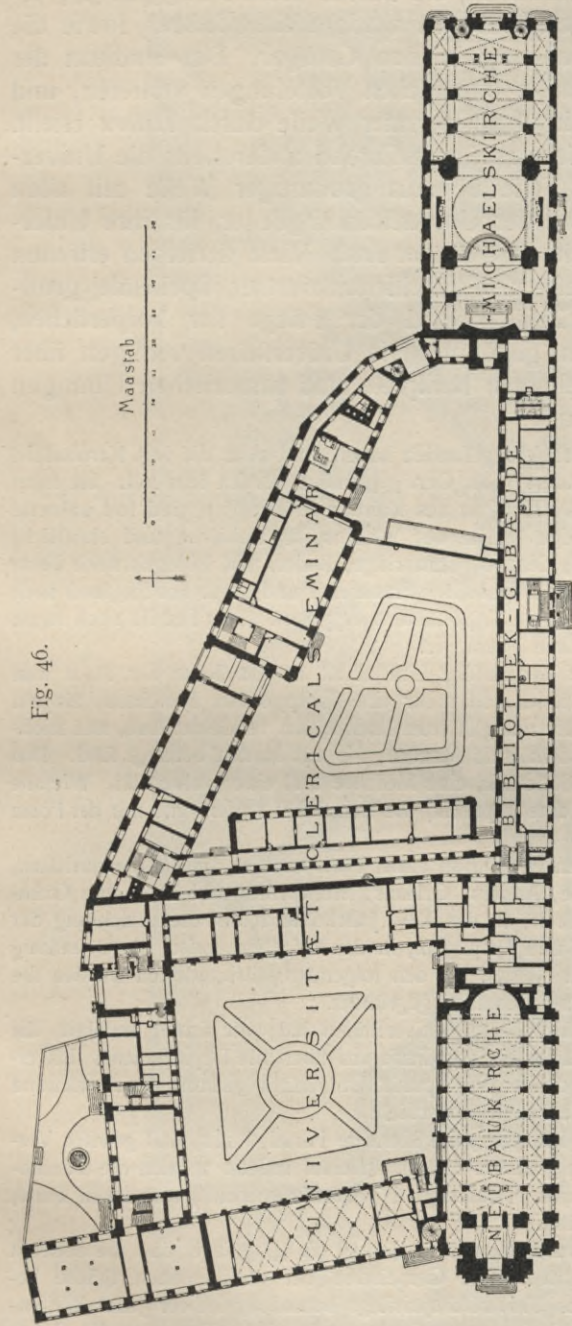 Fig. 46.
Maastab
UNIVERSITÆT
CLERICALSEMINAR
MICHAELSKIRCHE
NEUBAUKIRCHE
BIBLIOTHEK-GEBÆUDE